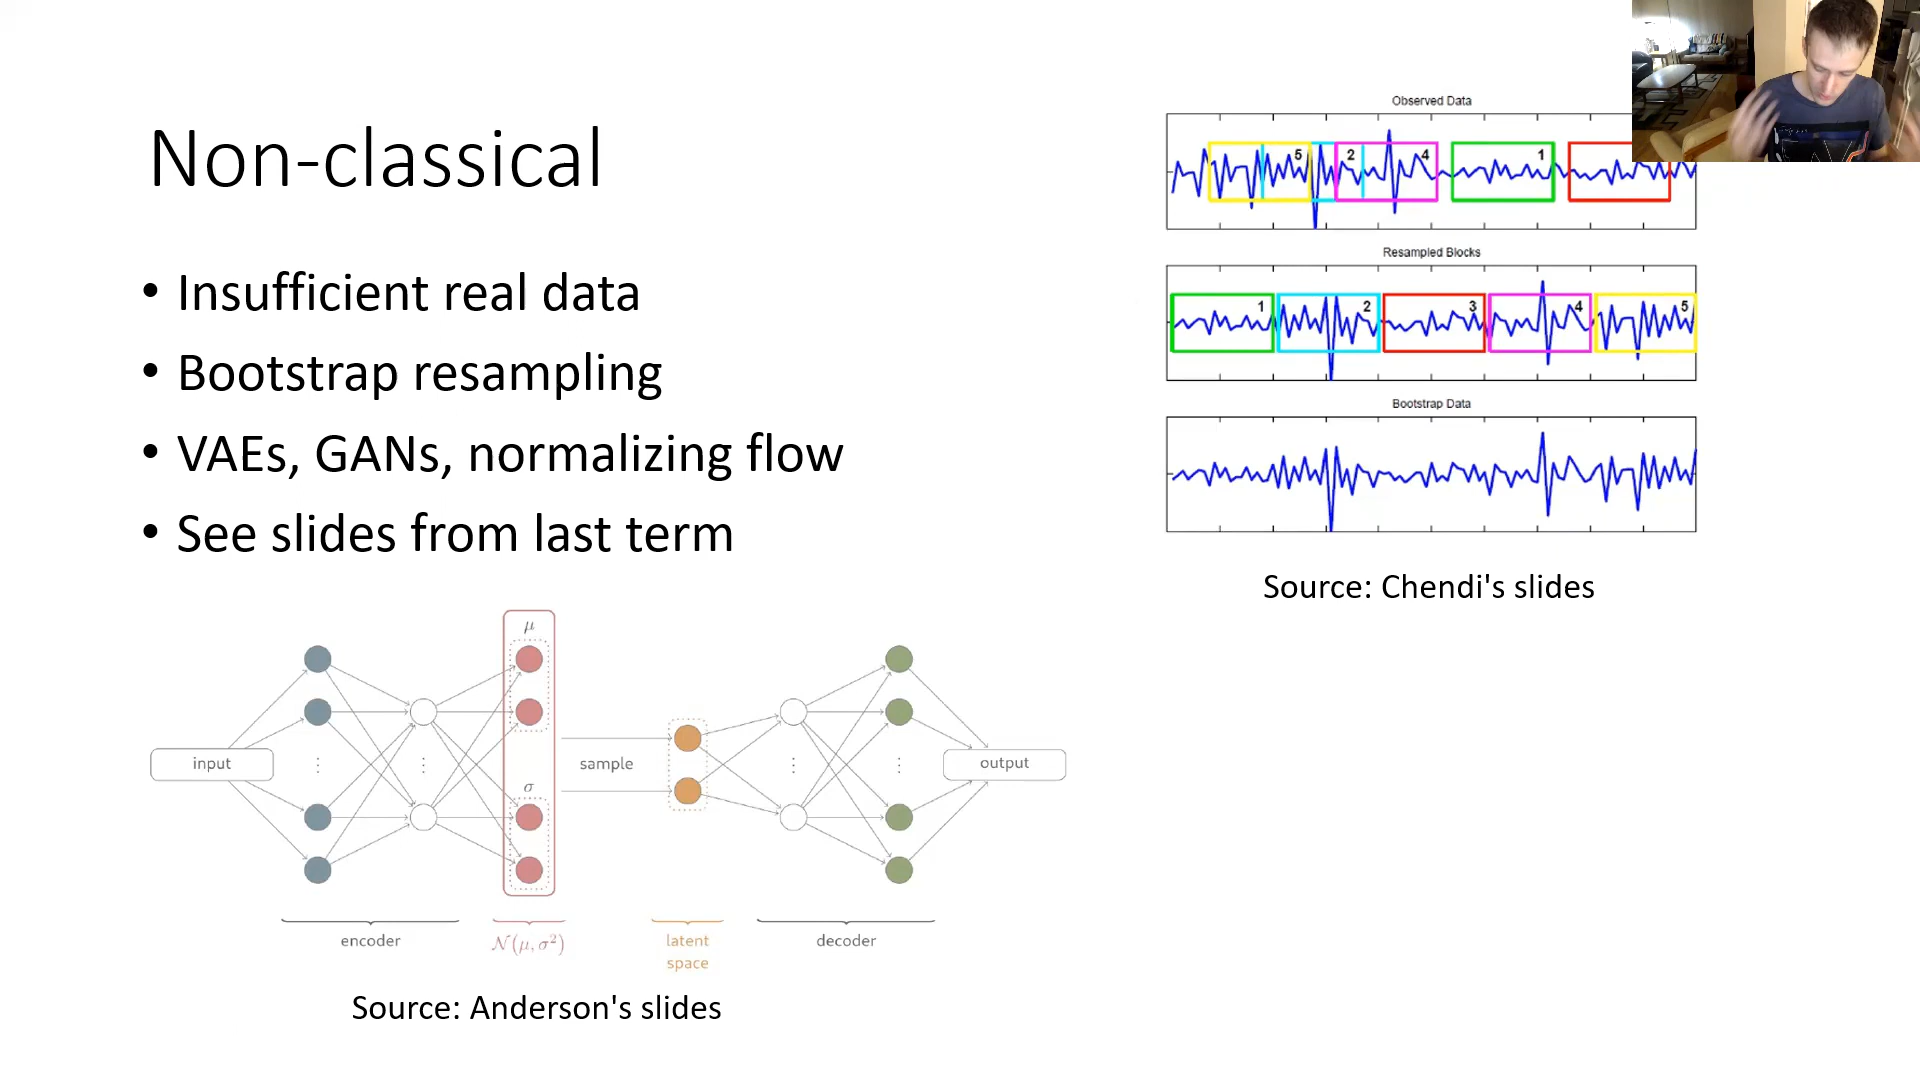 Non-classical
• Insufficient real data
• Bootstrap resampling
• VAEs, GANs, normalizing flow
• See slides from last term
Observed Data
5 2 4 1
Resampled Blocks
1 2 3 4 5
Bootstrap Data
Source: Chendi's slides
μ
input
sample
output
σ
encoder
N(μ, σ²)
latent
space
decoder
Source: Anderson's slides